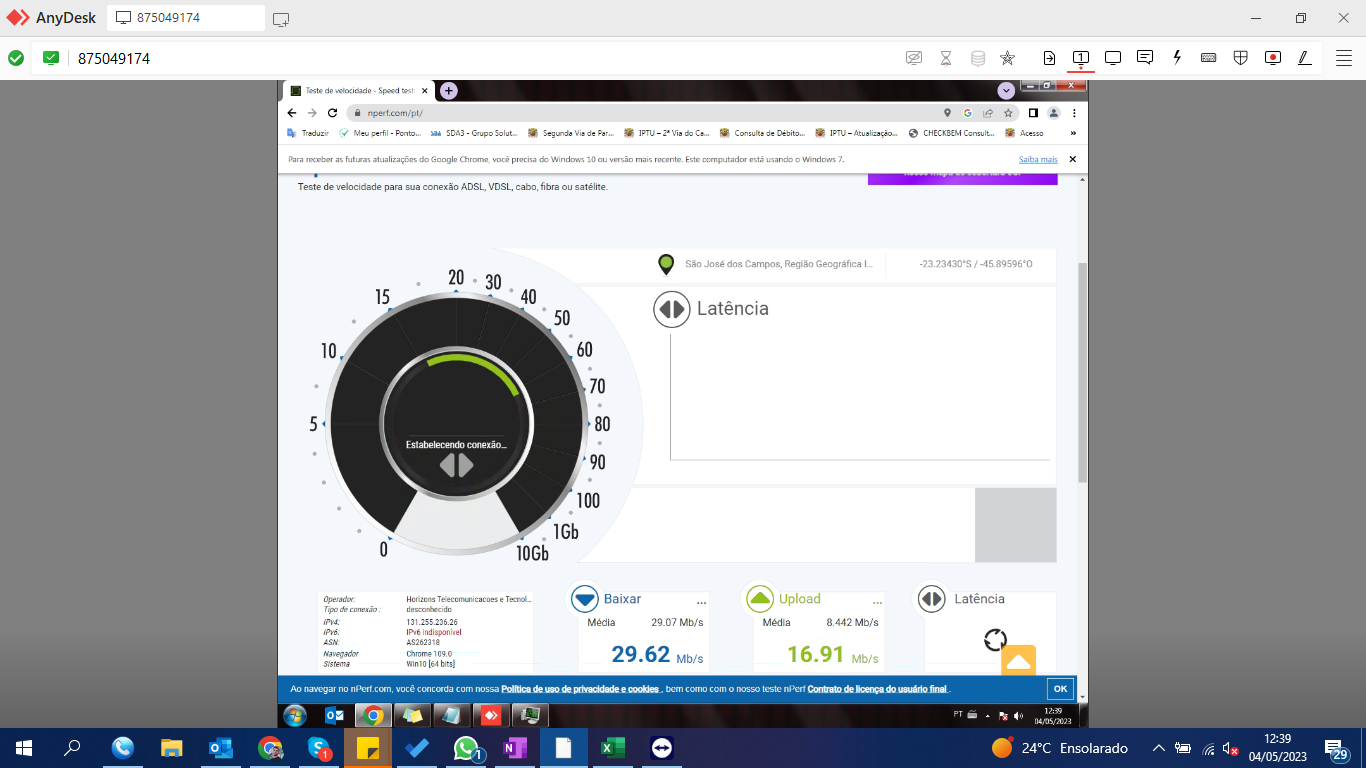 AnyDesk
875049174
875049174
1
Teste de velocidade - Speed test
nperf.com/pt/
Traduzir
Meu perfil - Ponto...
SDA3 - Grupo Solut...
Segunda Via de Par...
IPTU – 2ª Via do Ca...
Consulta de Débito...
IPTU – Atualização...
CHECKBEM Consult...
Acesso
»
Para receber as futuras atualizações do Google Chrome, você precisa do Windows 10 ou versão mais recente. Este computador está usando o Windows 7.
Saiba mais
Teste de velocidade para sua conexão ADSL, VDSL, cabo, fibra ou satélite.
São José dos Campos, Região Geográfica I...
-23.23430°S / -45.89596°O
Latência
0
5
10
15
20
30
40
50
60
70
80
90
100
1Gb
10Gb
Estabelecendo conexão...
Operador: Horizons Telecomunicacoes e Tecnol...
Tipo de conexão : desconhecido
IPv4: 131.255.236.26
IPv6: IPv6 indisponível
ASN: AS262318
Navegador Chrome 109.0
Sistema Win10 [64 bits]
Baixar ...
Média 29.07 Mb/s
29.62 Mb/s
Upload ...
Média 8.442 Mb/s
16.91 Mb/s
Latência
Ao navegar no nPerf.com, você concorda com nossa Política de uso de privacidade e cookies , bem como com o nosso teste nPerf Contrato de licença do usuário final .
OK
PT
12:39
04/05/2023
1
1
24°C Ensolarado
12:39
04/05/2023
29